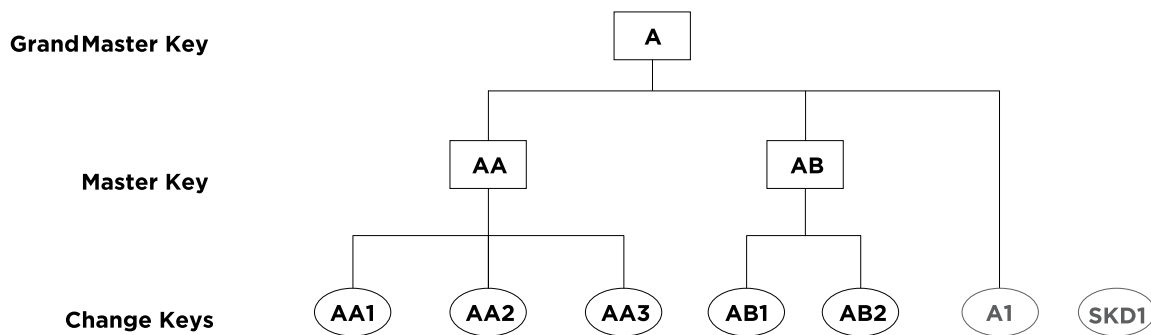 GrandMaster Key
A
Master Key
AA
AB
Change Keys
AA1
AA2
AA3
AB1
AB2
A1
SKD1